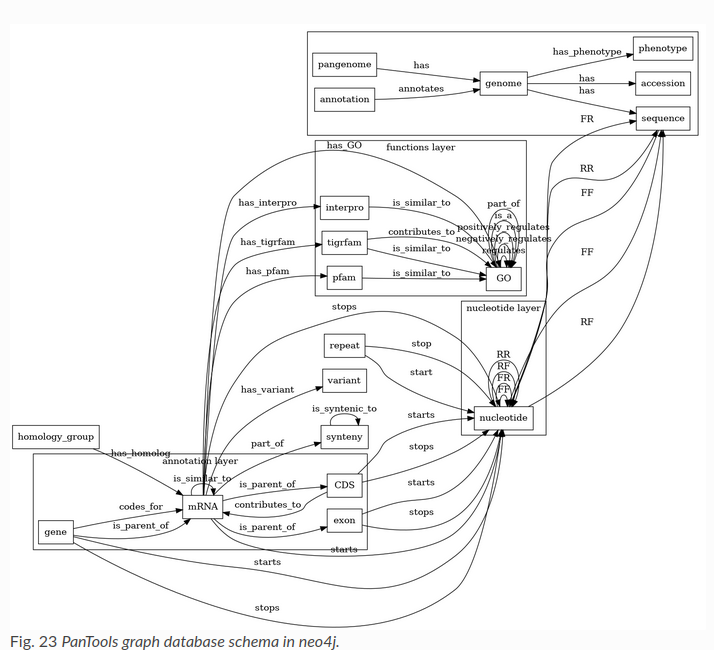 phenotype
has_phenotype
pangenome
has
genome
has
accession
annotation
annotates
has
sequence
FR
has_GO
functions layer
RR
FF
has_interpro
interpro
is_similar_to
part_of
is_a
positively_regulates
has_tigrfam
tigrfam
contributes_to
negatively_regulates
is_similar_to
regulates
FF
has_pfam
pfam
is_similar_to
GO
stops
nucleotide layer
RF
repeat
stop
RR
start
RF
variant
FR
has_variant
FF
is_syntenic_to
starts
nucleotide
homology_group
part_of
synteny
has_homolog
stops
annotation layer
is_similar_to
is_parent_of
CDS
starts
codes_for
mRNA
contributes_to
stops
gene
is_parent_of
is_parent_of
exon
starts
starts
stops
Fig. 23 PanTools graph database schema in neo4j.